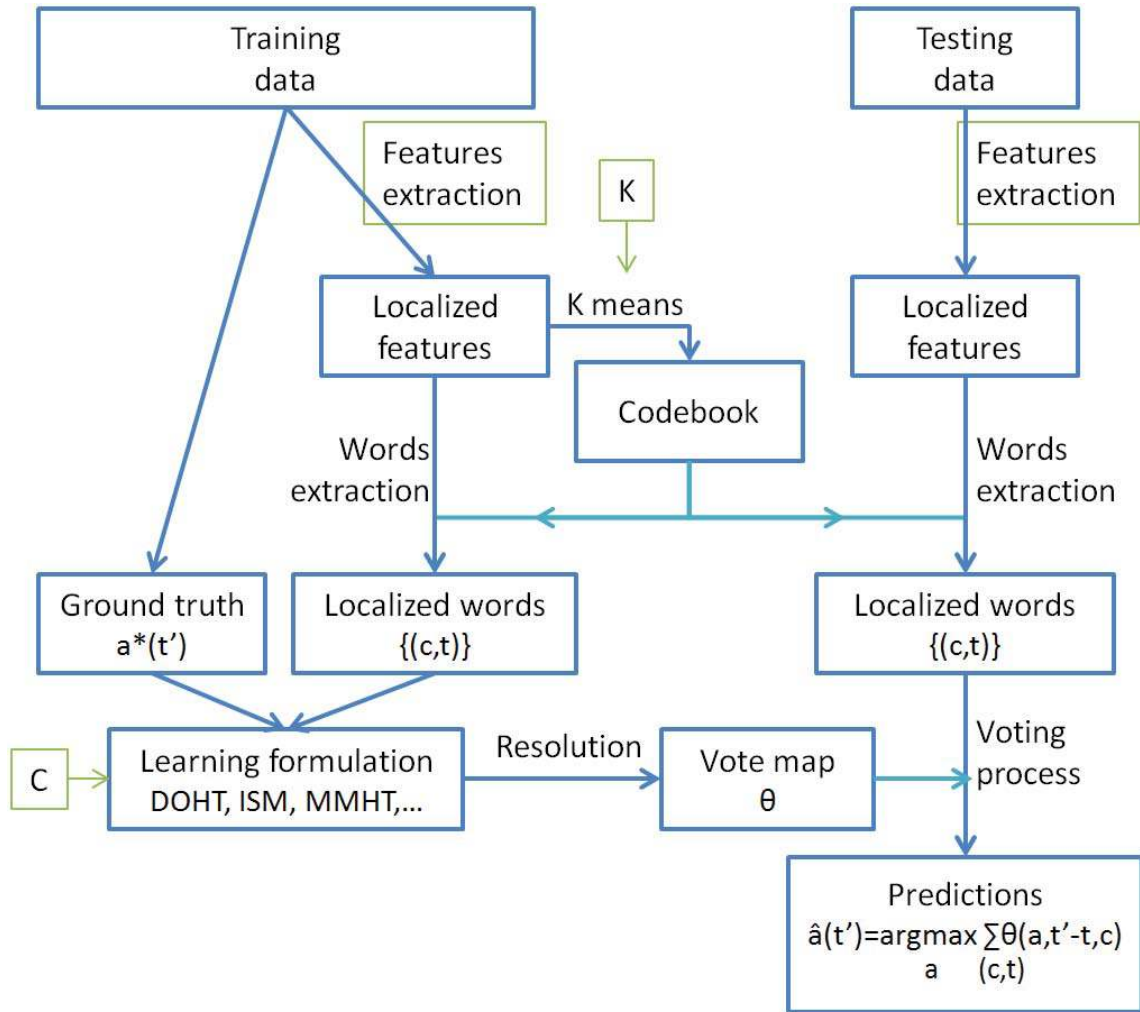 Training
data
Testing
data
Features
extraction
K
Features
extraction
Localized
features
K means
Localized
features
Codebook
Words
extraction
Words
extraction
Ground truth
a*(t’)
Localized words
{(c,t)}
Localized words
{(c,t)}
C
Learning formulation
DOHT, ISM, MMHT,...
Resolution
Vote map
θ
Voting
process
Predictions
â(t’)=argmax ∑θ(a,t’-t,c)
a (c,t)